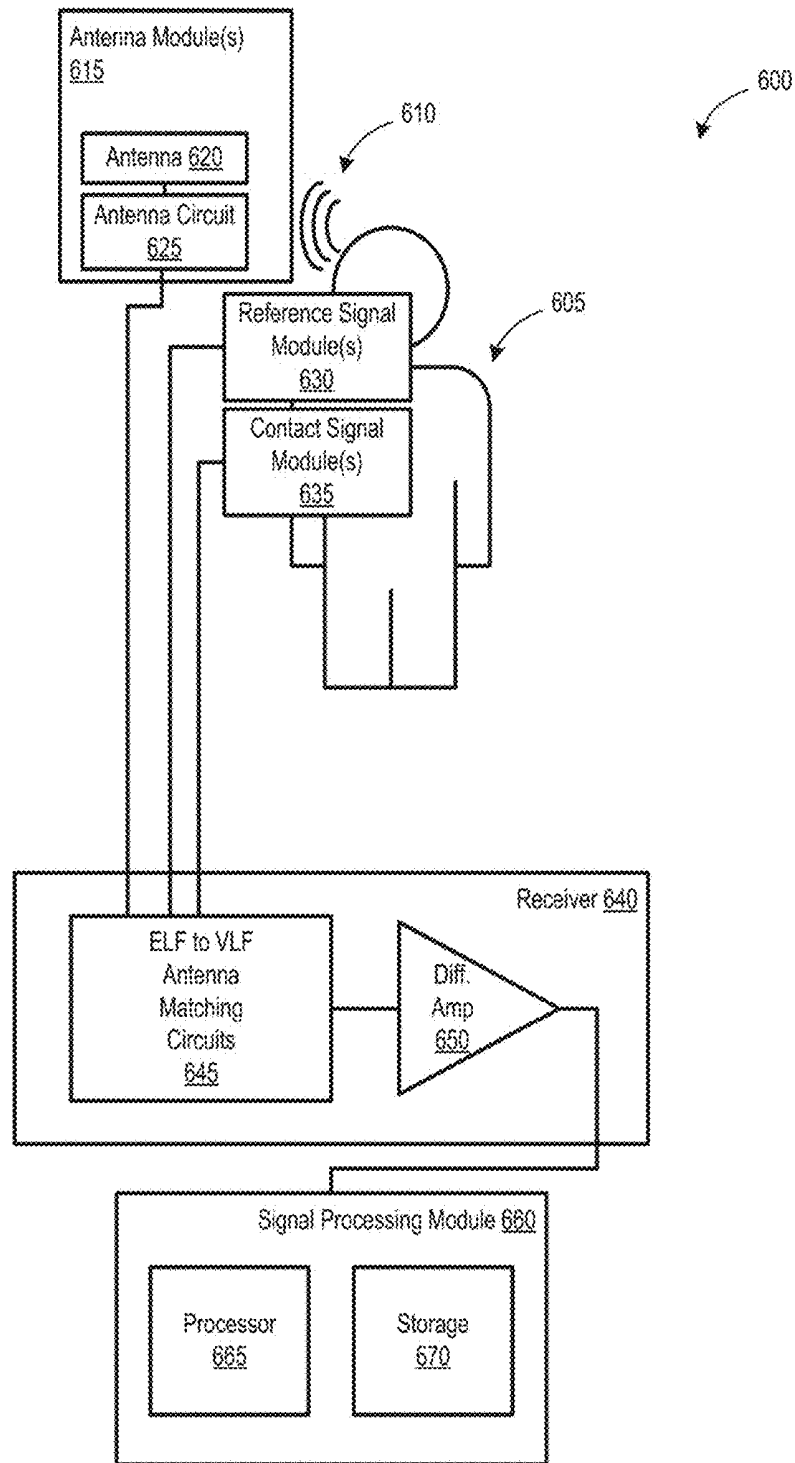 Antenna Module(s)
615
Antenna 620
Antenna Circuit
625
610
600
Reference Signal
Module(s)
630
605
Contact Signal
Module(s)
635
Receiver 640
ELF to VLF
Antenna
Matching
Circuits
645
Diff.
Amp
650
Signal Processing Module 660
Processor
665
Storage
670